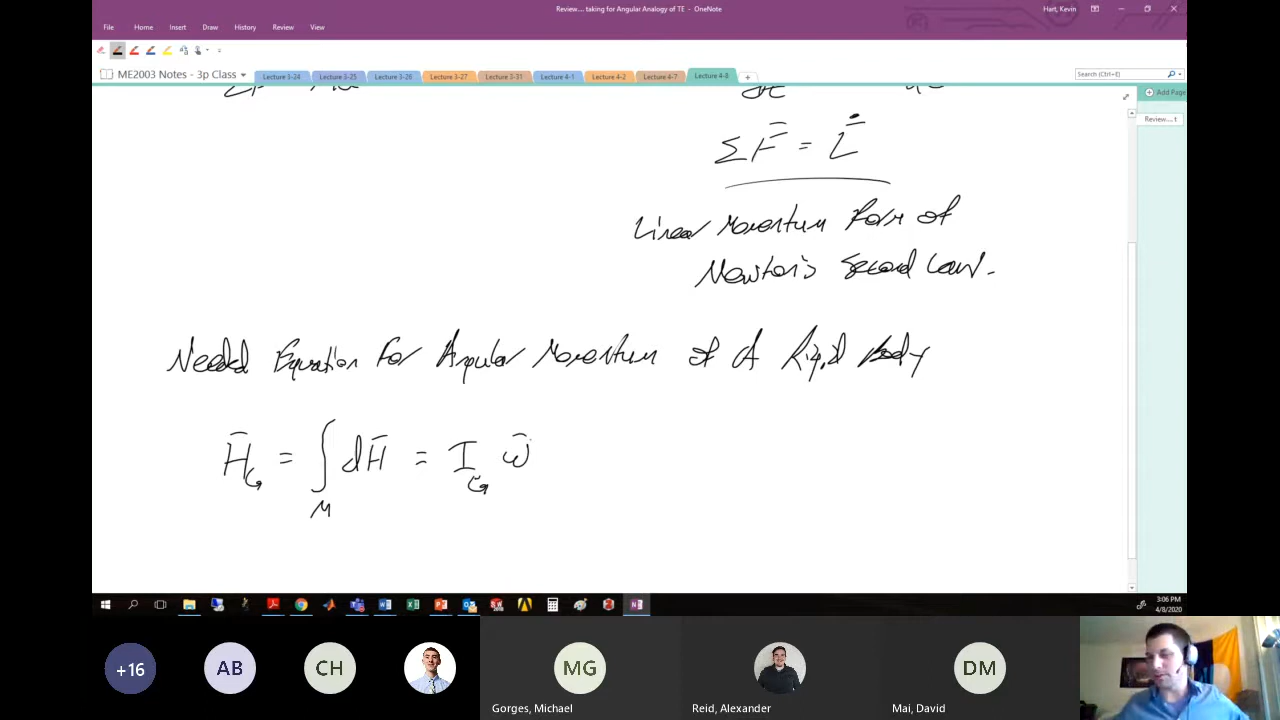 Review.... taking for Angular Analogy of TE - OneNote
Hart, Kevin
File Home Insert Draw History Review View
ME2003 Notes - 3p Class
Lecture 3-24 Lecture 3-25 Lecture 3-26 Lecture 3-27 Lecture 3-31 Lecture 4-1 Lecture 4-2 Lecture 4-7 Lecture 4-8
Search (Ctrl+E)
Add Page
Review.... t
ΣF̄ = L̄̇
Linear Momentum Form of
Newton's Second Law.
Needed Equation For Angular Momentum of A Rigid Body
H̄_G = ∫_M dH̄ = I_G ω̄
3:06 PM
4/8/2020
+16 AB CH MG DM
Gorges, Michael Reid, Alexander Mai, David